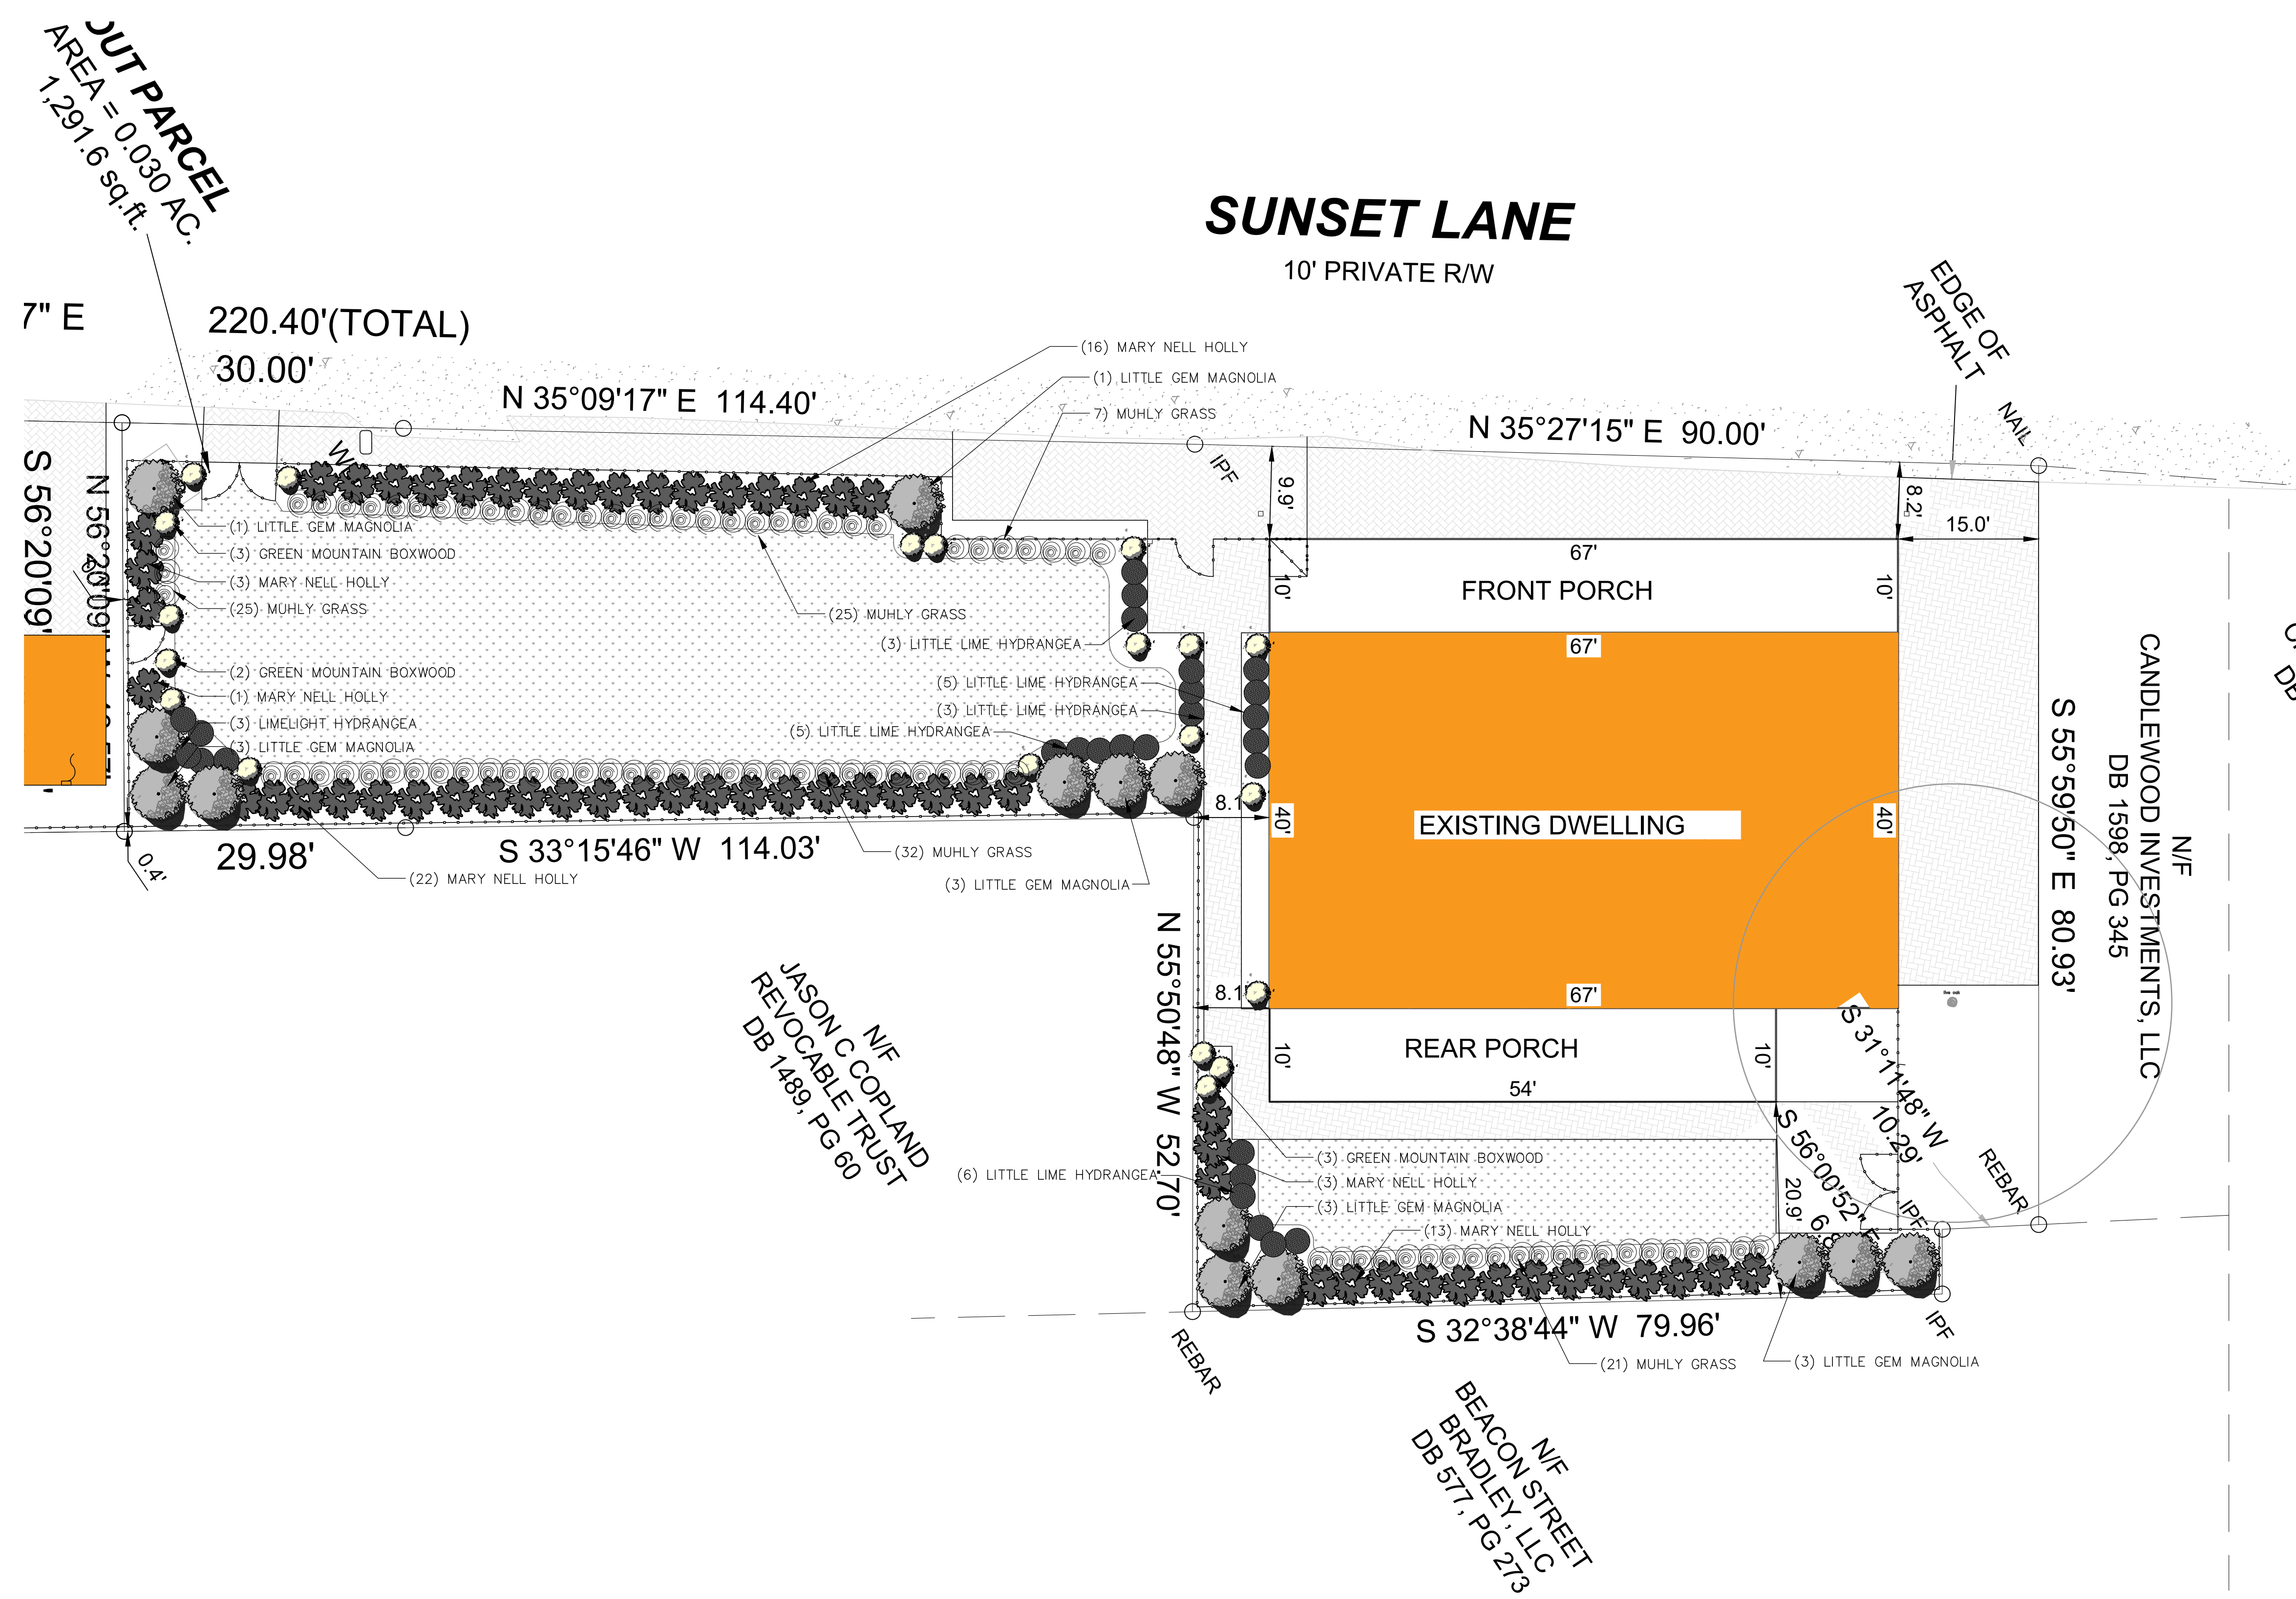 OUT PARCEL
AREA = 0.030 AC.
1,291.6 sq.ft.
SUNSET LANE
10' PRIVATE R/W
EDGE OF
ASPHALT
NAIL
7" E
220.40'(TOTAL)
30.00'
N 35°09'17" E 114.40'
(16) MARY NELL HOLLY
(1) LITTLE GEM MAGNOLIA
7) MUHLY GRASS
N 35°27'15" E 90.00'
W
IPF
9.9'
8.2'
15.0'
S 56°20'09"
N 56°20'09"
(1) LITTLE GEM MAGNOLIA
(3) GREEN MOUNTAIN BOXWOOD
(3) MARY NELL HOLLY
(25) MUHLY GRASS
(25) MUHLY GRASS
67'
10'
FRONT PORCH
10'
(3) LITTLE LIME HYDRANGEA
67'
(2) GREEN MOUNTAIN BOXWOOD
(1) MARY NELL HOLLY
(3) LIMELIGHT HYDRANGEA
(3) LITTLE GEM MAGNOLIA
(5) LITTLE LIME HYDRANGEA
(3) LITTLE LIME HYDRANGEA
(5) LITTLE LIME HYDRANGEA
8.1'
40'
EXISTING DWELLING
40'
S 55°59'50" E 80.93'
N/F
CANDLEWOOD INVESTMENTS, LLC
DB 1598, PG 345
DB
0.4'
29.98'
S 33°15'46" W 114.03'
(22) MARY NELL HOLLY
(32) MUHLY GRASS
(3) LITTLE GEM MAGNOLIA
N/F
JASON C COPLAND
REVOCABLE TRUST
DB 1489, PG 60
N 55°50'48" W 52.70'
8.1'
67'
10'
REAR PORCH
10'
54'
S 31°11'48" W
10.29'
S 56°00'52" E
20.9'
IPF
REBAR
(3) GREEN MOUNTAIN BOXWOOD
(6) LITTLE LIME HYDRANGEA
(3) MARY NELL HOLLY
(3) LITTLE GEM MAGNOLIA
(13) MARY NELL HOLLY
S 32°38'44" W 79.96'
IPF
REBAR
(21) MUHLY GRASS
(3) LITTLE GEM MAGNOLIA
N/F
BEACON STREET
BRADLEY, LLC
DB 577, PG 273